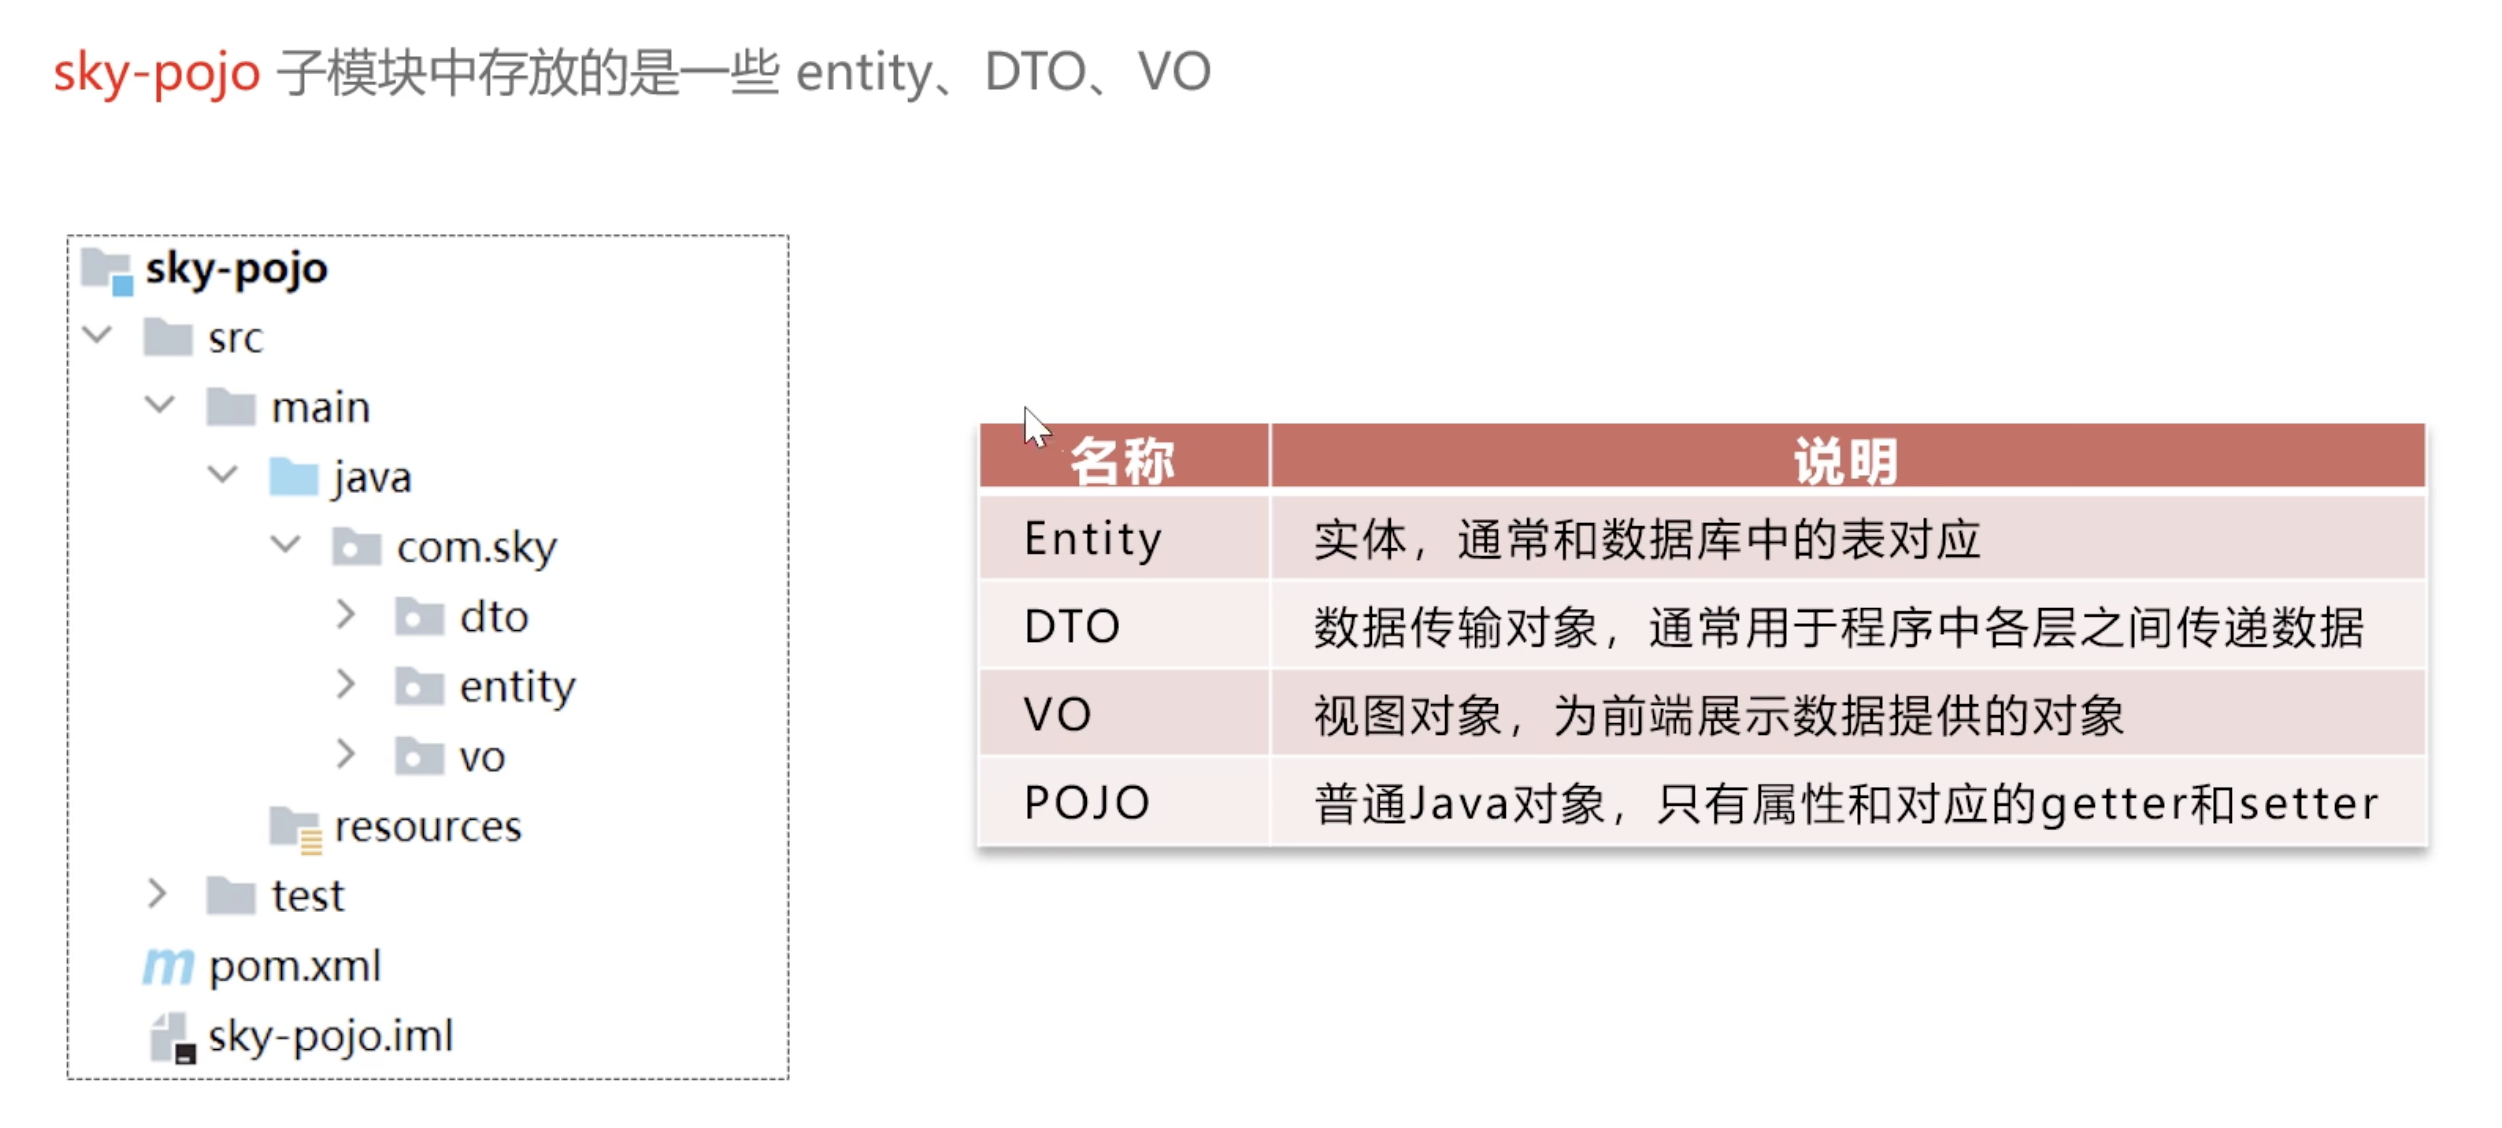 sky-pojo 子模块中存放的是一些 entity、DTO、VO
sky-pojo
src
main
java
com.sky
dto
entity
vo
resources
test
pom.xml
sky-pojo.iml
名称 说明
Entity 实体，通常和数据库中的表对应
DTO 数据传输对象，通常用于程序中各层之间传递数据
VO 视图对象，为前端展示数据提供的对象
POJO 普通Java对象，只有属性和对应的getter和setter